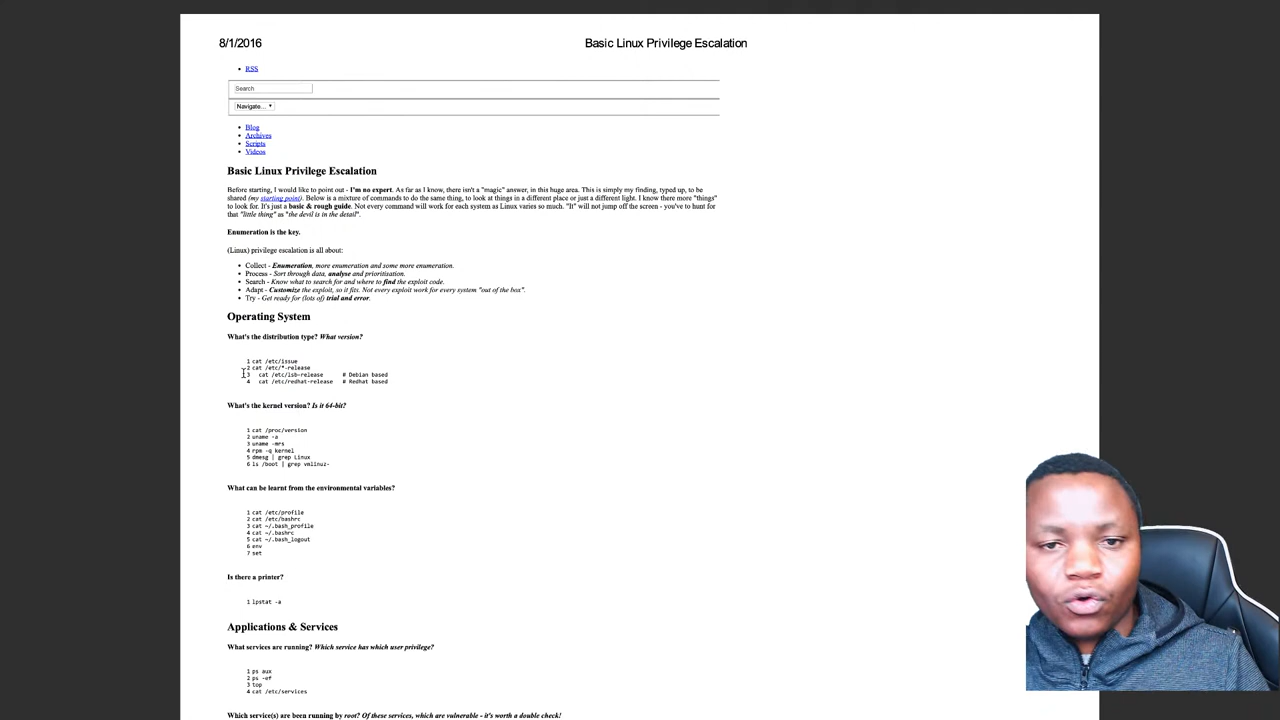 8/1/2016
Basic Linux Privilege Escalation
RSS
Search
Navigate...
Blog
Archives
Scripts
Videos
Basic Linux Privilege Escalation
Before starting, I would like to point out - I'm no expert. As far as I know, there isn't a "magic" answer, in this huge area. This is simply my finding, typed up, to be
shared (my starting point). Below is a mixture of commands to do the same thing, to look at things in a different place or just a different light. I know there more "things"
to look for. It's just a basic & rough guide. Not every command will work for each system as Linux varies so much. "It" will not jump off the screen - you've to hunt for
that "little thing" as "the devil is in the detail".
Enumeration is the key.
(Linux) privilege escalation is all about:
Collect - Enumeration, more enumeration and some more enumeration.
Process - Sort through data, analyse and prioritisation.
Search - Know what to search for and where to find the exploit code.
Adapt - Customize the exploit, so it fits. Not every exploit work for every system "out of the box".
Try - Get ready for (lots of) trial and error.
Operating System
What's the distribution type? What version?
1 cat /etc/issue
2 cat /etc/*-release
3 cat /etc/lsb-release # Debian based
4 cat /etc/redhat-release # Redhat based
What's the kernel version? Is it 64-bit?
1 cat /proc/version
2 uname -a
3 uname -mrs
4 rpm -q kernel
5 dmesg | grep Linux
6 ls /boot | grep vmlinuz-
What can be learnt from the environmental variables?
1 cat /etc/profile
2 cat /etc/bashrc
3 cat ~/.bash_profile
4 cat ~/.bashrc
5 cat ~/.bash_logout
6 env
7 set
Is there a printer?
1 lpstat -a
Applications & Services
What services are running? Which service has which user privilege?
1 ps aux
2 ps -ef
3 top
4 cat /etc/services
Which service(s) are been running by root? Of these services, which are vulnerable - it's worth a double check!